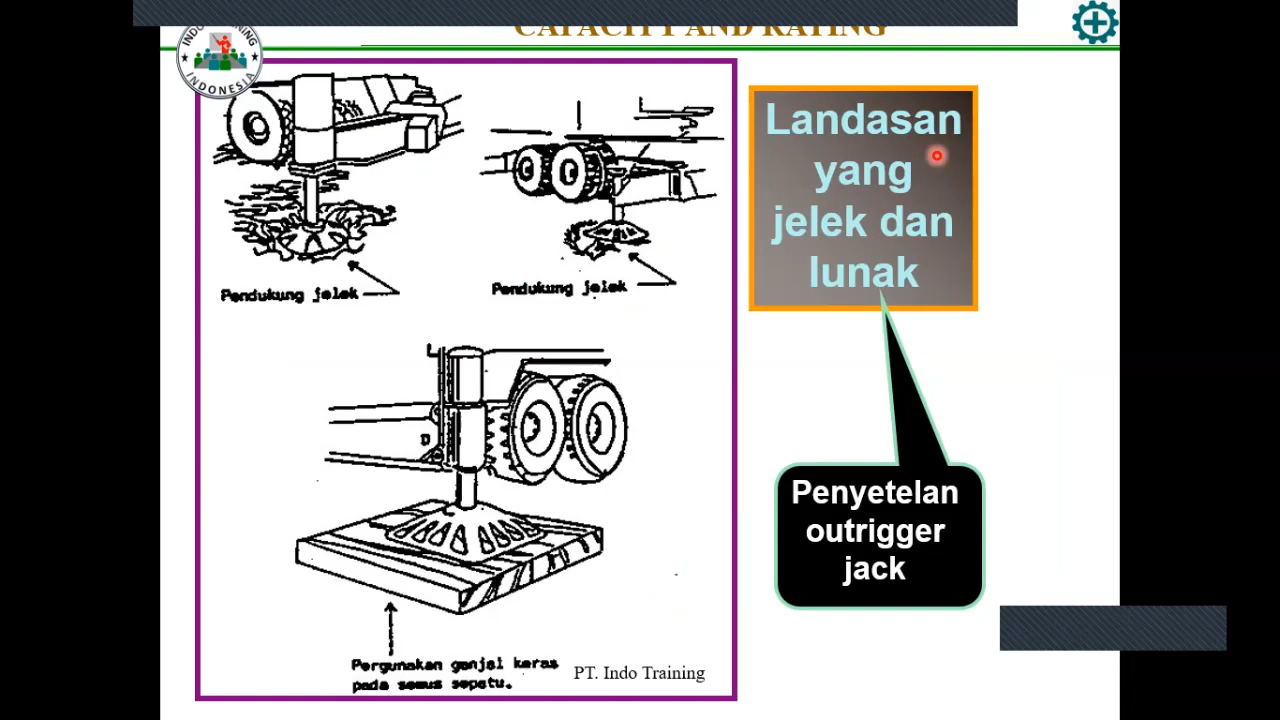 CAPACITY AND RATING
INDO TRAINING
INDONESIA
Landasan
yang
jelek dan
lunak
Pendukung jelek
Pendukung jelek
Penyetelan
outrigger
jack
D
Pergunakan ganjal keras
pada semua sepatu.
PT. Indo Training